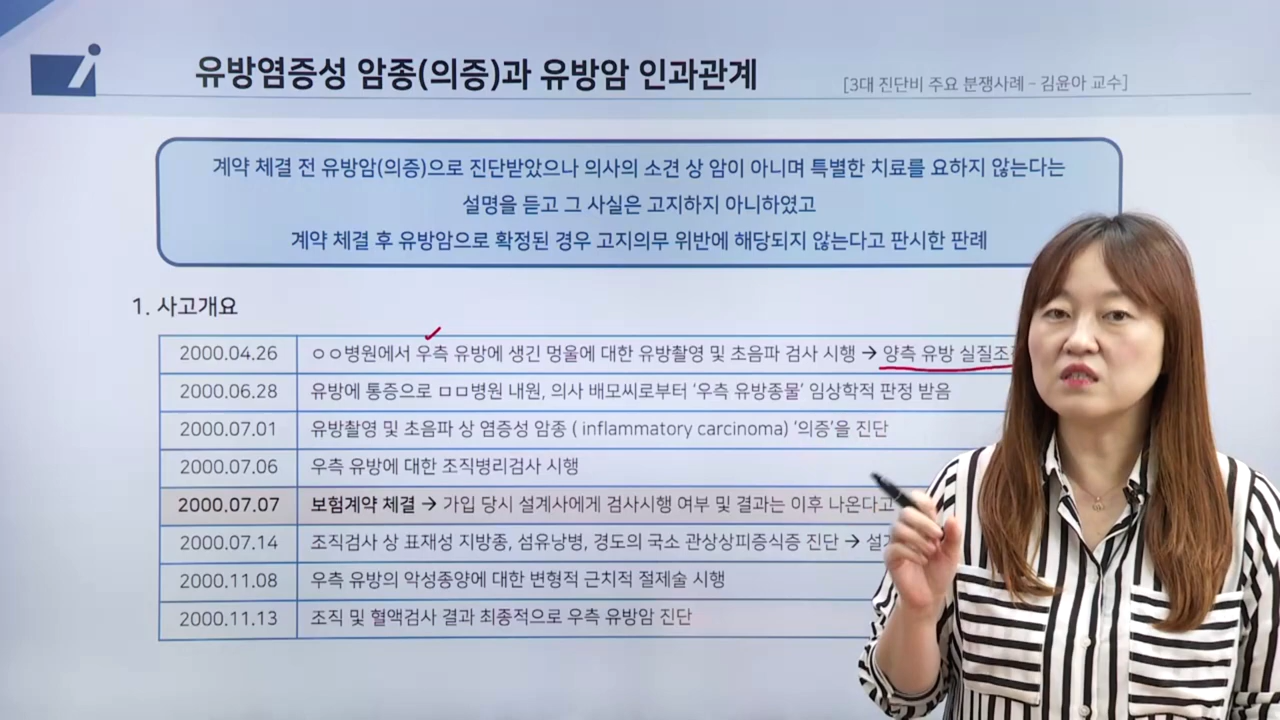 유방염증성 암종(의증)과 유방암 인과관계
[3대 진단비 주요 분쟁사례 - 김윤아 교수]
계약 체결 전 유방암(의증)으로 진단받았으나 의사의 소견 상 암이 아니며 특별한 치료를 요하지 않는다는
설명을 듣고 그 사실은 고지하지 아니하였고
계약 체결 후 유방암으로 확정된 경우 고지의무 위반에 해당되지 않는다고 판시한 판례
1. 사고개요
2000.04.26 ㅇㅇ병원에서 우측 유방에 생긴 멍울에 대한 유방촬영 및 초음파 검사 시행 → 양측 유방 실질조
2000.06.28 유방에 통증으로 ㅁㅁ병원 내원, 의사 배모씨로부터 '우측 유방종물' 임상학적 판정 받음
2000.07.01 유방촬영 및 초음파 상 염증성 암종 ( inflammatory carcinoma) '의증'을 진단
2000.07.06 우측 유방에 대한 조직병리검사 시행
2000.07.07 보험계약 체결 → 가입 당시 설계사에게 검사시행 여부 및 결과는 이후 나온다고
2000.07.14 조직검사 상 표재성 지방종, 섬유낭병, 경도의 국소 관상상피증식증 진단 → 설
2000.11.08 우측 유방의 악성종양에 대한 변형적 근치적 절제술 시행
2000.11.13 조직 및 혈액검사 결과 최종적으로 우측 유방암 진단